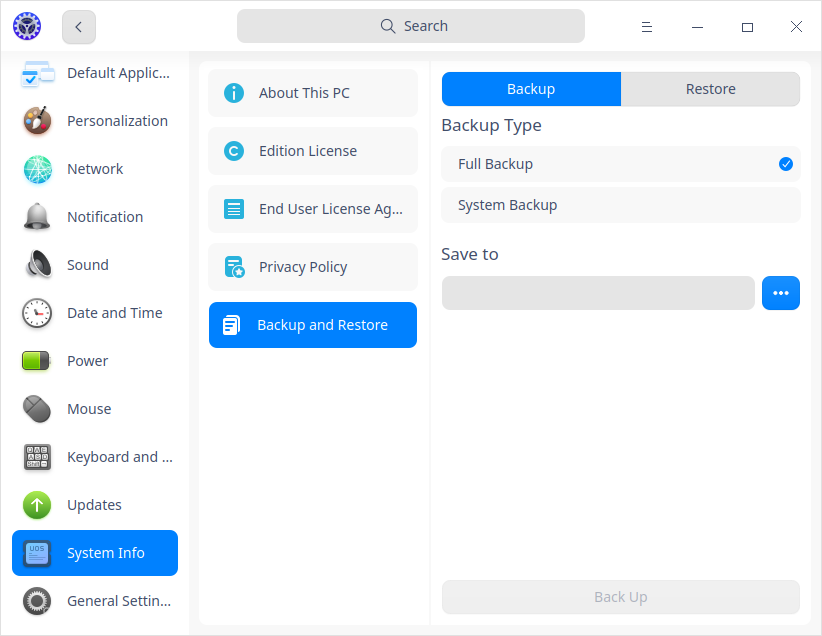 Search
Default Applic...
Personalization
Network
Notification
Sound
Date and Time
Power
Mouse
Keyboard and ...
Updates
UOS
System Info
General Settin...
About This PC
Edition License
End User License Ag...
Privacy Policy
Backup and Restore
Backup
Restore
Backup Type
Full Backup
System Backup
Save to
Back Up